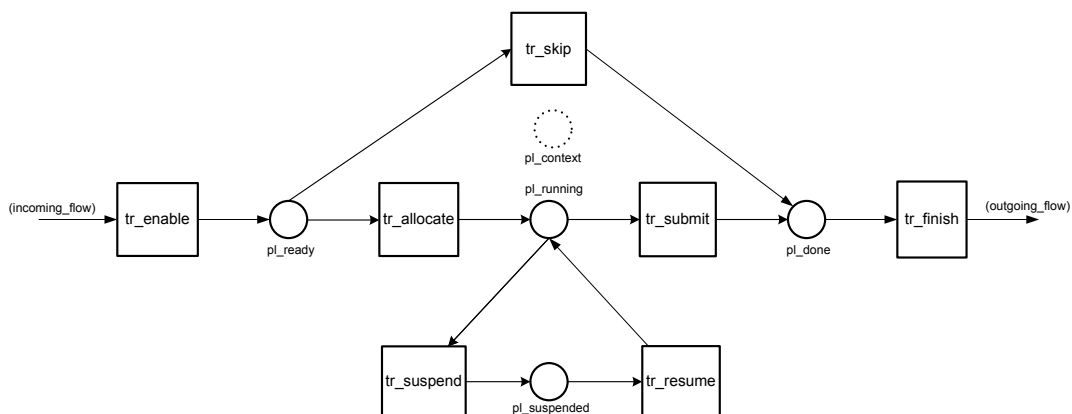 tr_skip
pl_context
pl_running
(incoming_flow)
tr_enable
tr_allocate
tr_submit
tr_finish
(outgoing_flow)
pl_ready
pl_done
tr_suspend
tr_resume
pl_suspended